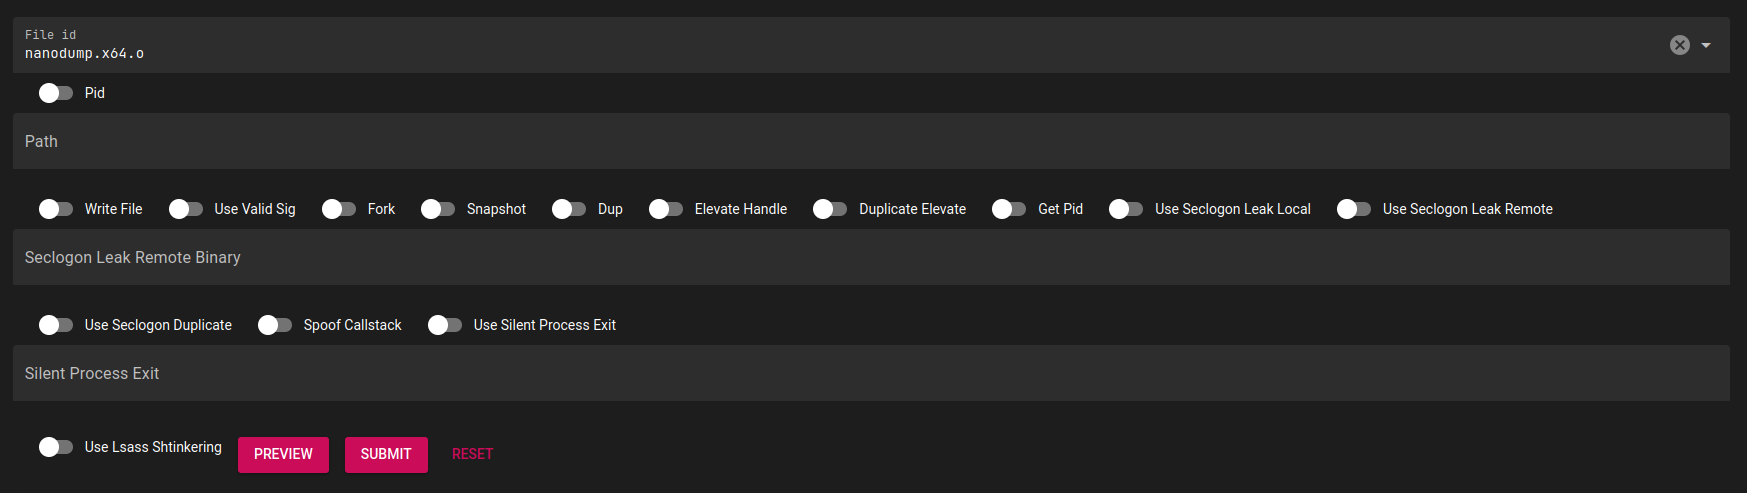 File id
nanodump.x64.o
Pid
Path
Write File Use Valid Sig Fork Snapshot Dup Elevate Handle Duplicate Elevate Get Pid Use Seclogon Leak Local Use Seclogon Leak Remote
Seclogon Leak Remote Binary
Use Seclogon Duplicate Spoof Callstack Use Silent Process Exit
Silent Process Exit
Use Lsass Shtinkering PREVIEW SUBMIT RESET